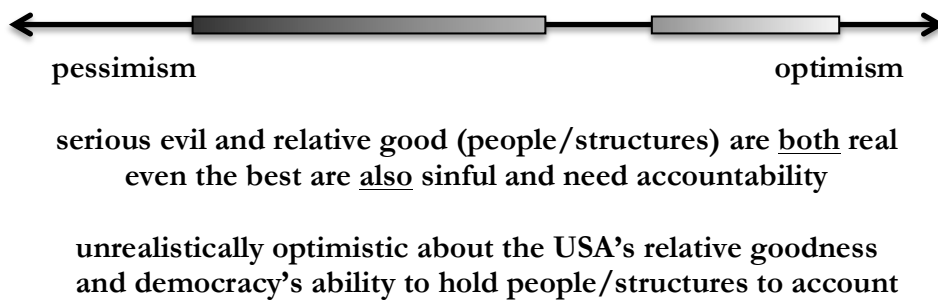 pessimism optimism
serious evil and relative good (people/structures) are both real
even the best are also sinful and need accountability
unrealistically optimistic about the USA's relative goodness
and democracy's ability to hold people/structures to account